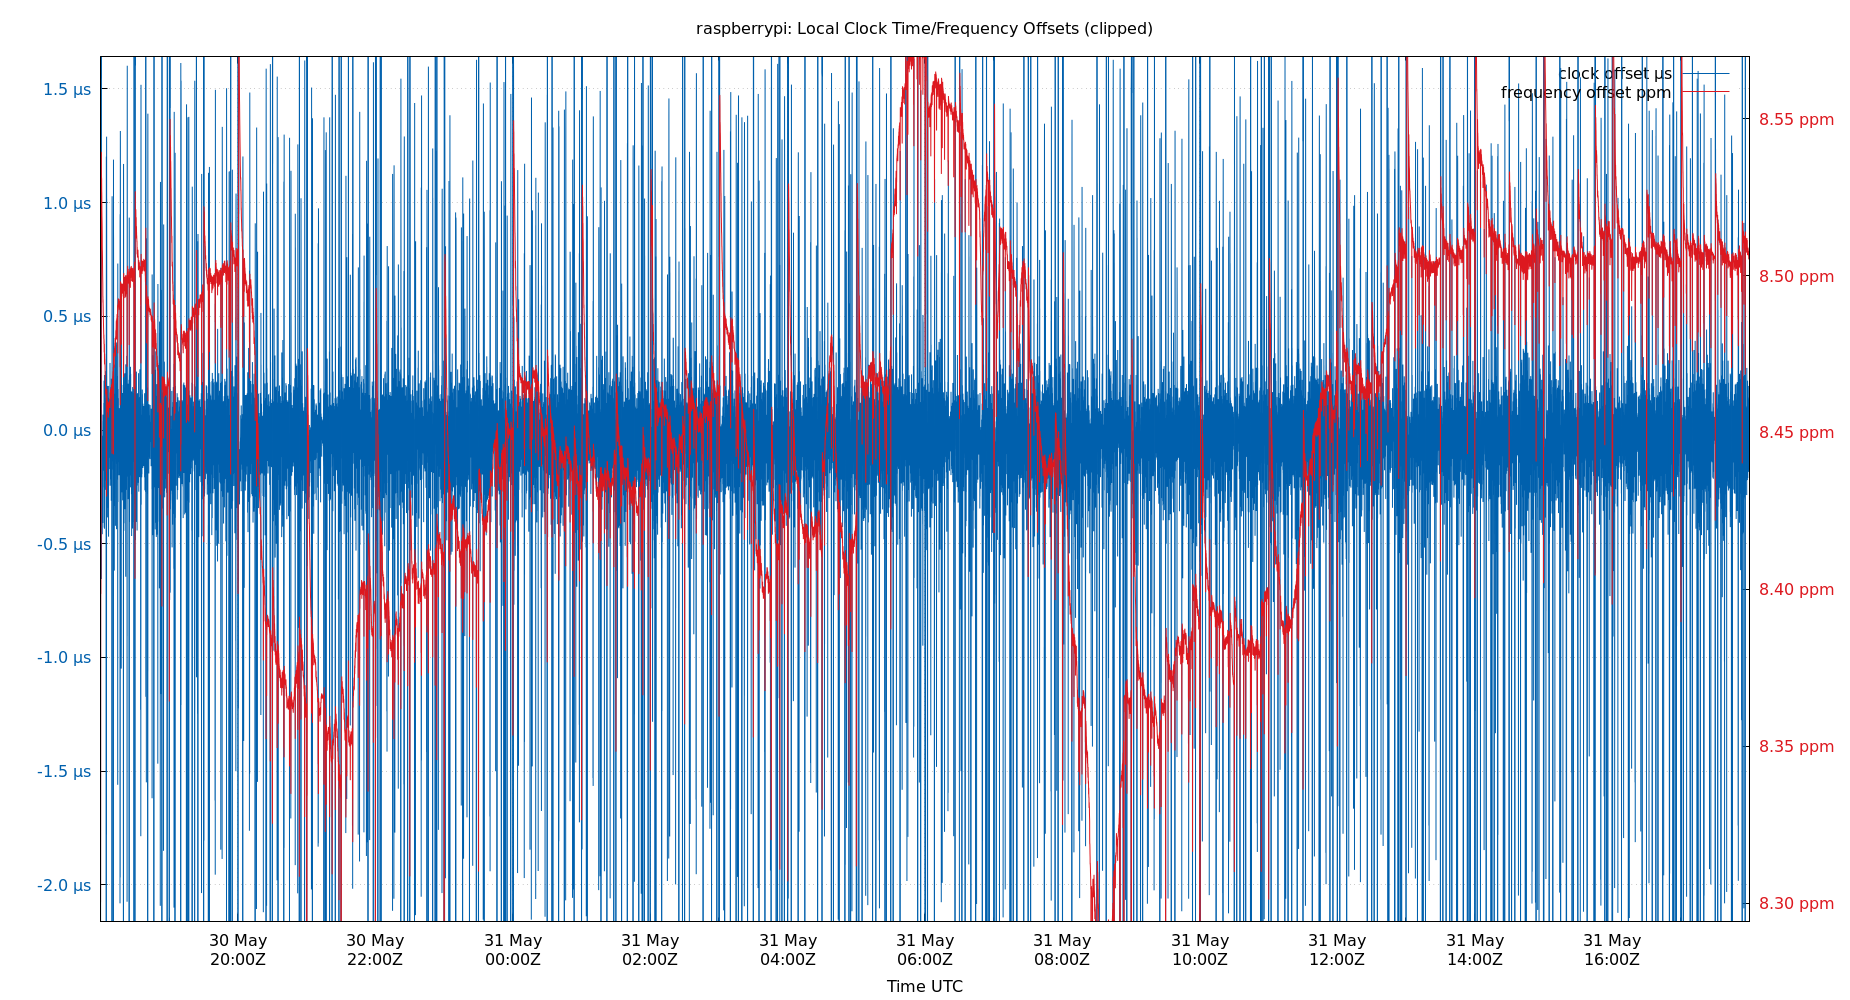 raspberrypi: Local Clock Time/Frequency Offsets (clipped)
clock offset µs
frequency offset ppm
1.5 µs
1.0 µs
0.5 µs
0.0 µs
-0.5 µs
-1.0 µs
-1.5 µs
-2.0 µs
8.55 ppm
8.50 ppm
8.45 ppm
8.40 ppm
8.35 ppm
8.30 ppm
30 May 30 May 31 May 31 May 31 May 31 May 31 May 31 May 31 May 31 May 31 May
20:00Z 22:00Z 00:00Z 02:00Z 04:00Z 06:00Z 08:00Z 10:00Z 12:00Z 14:00Z 16:00Z
Time UTC